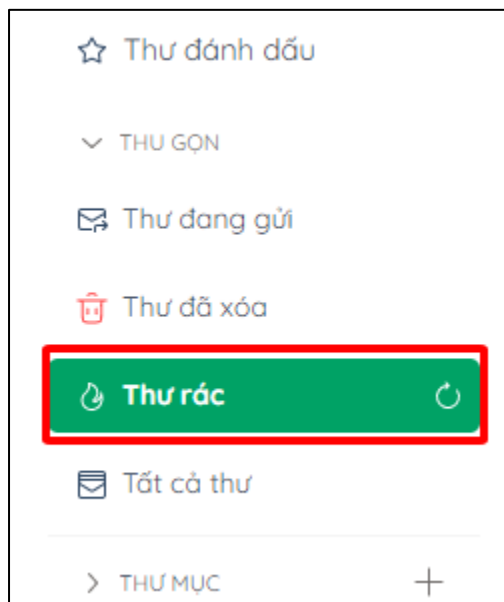 Thư đánh dấu
THU GỌN
Thư đang gửi
Thư đã xóa
Thư rác
Tất cả thư
THƯ MỤC